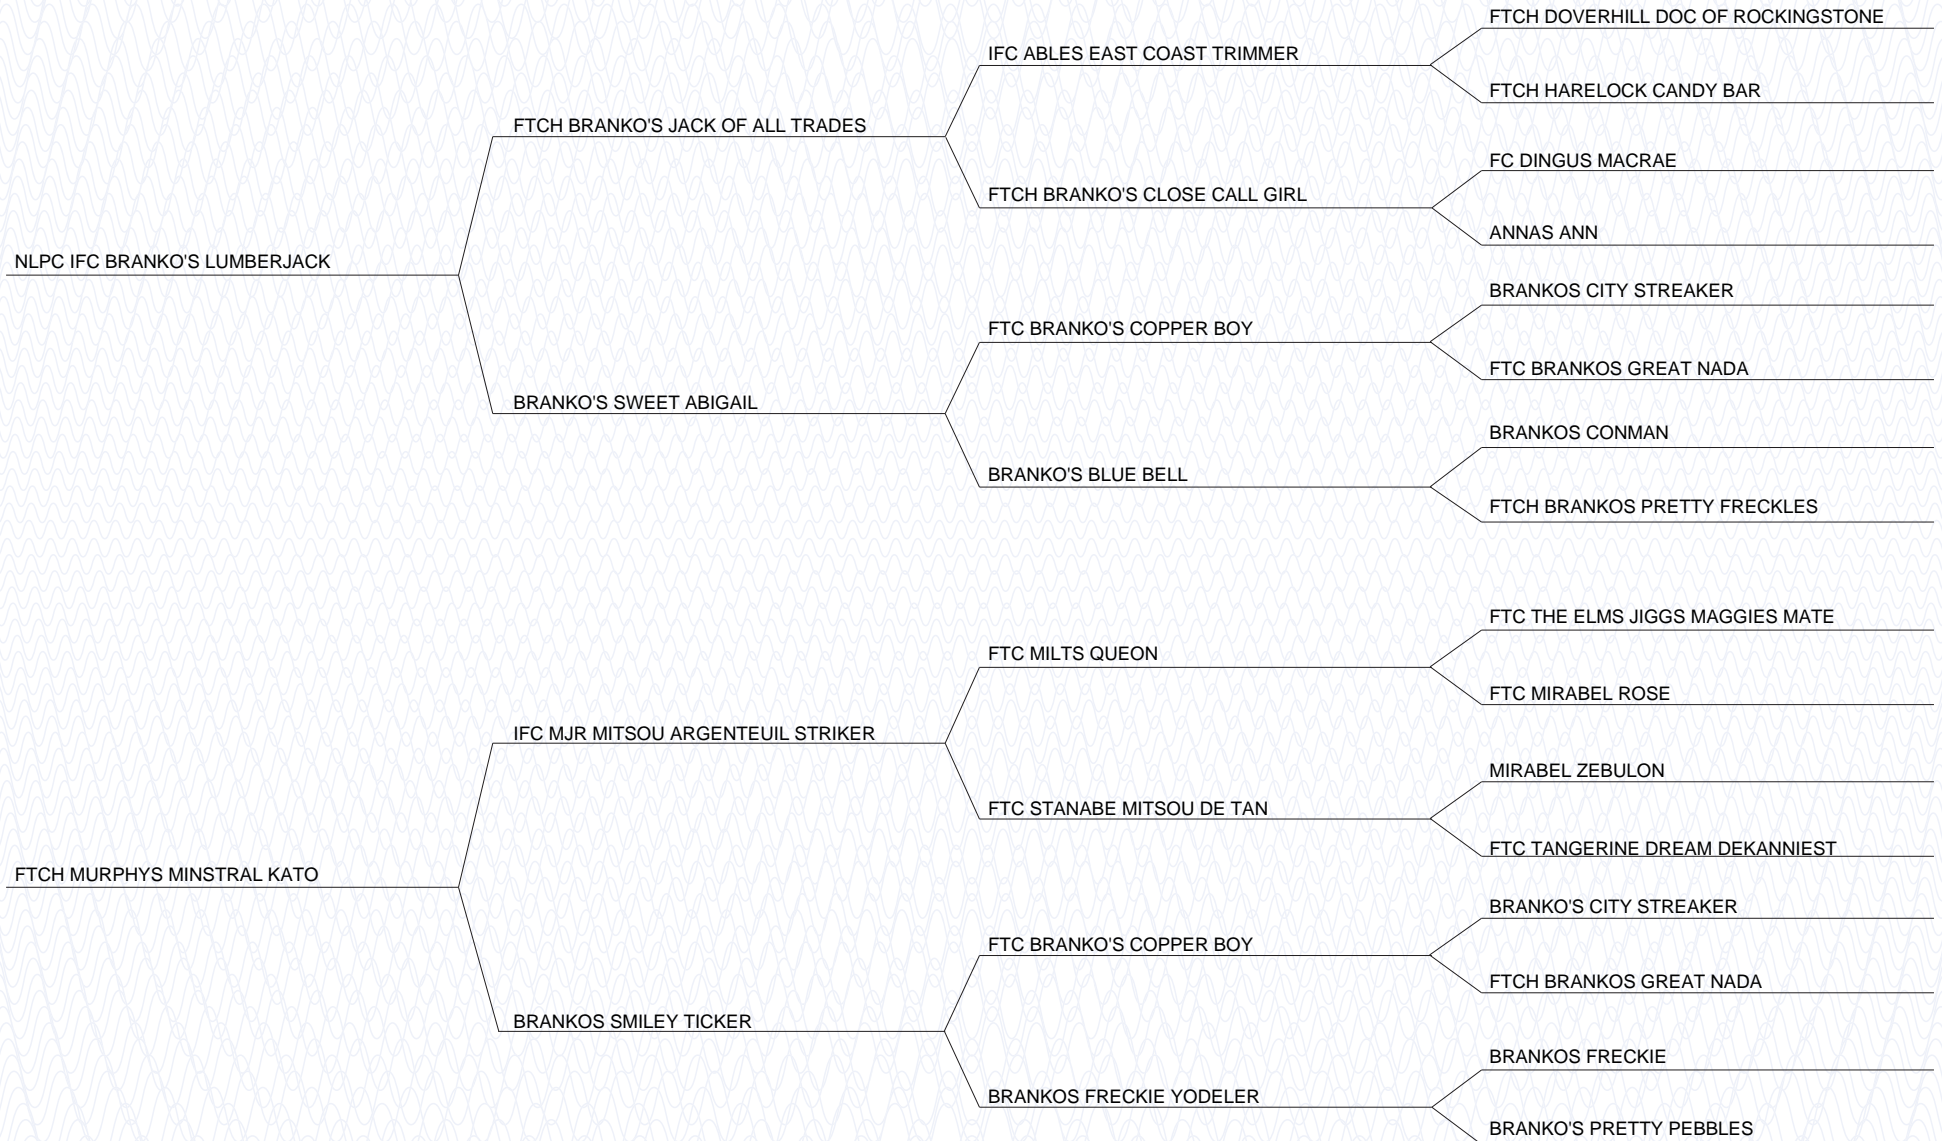 FTCH DOVERHILL DOC OF ROCKINGSTONE
IFC ABLES EAST COAST TRIMMER
FTCH HARELOCK CANDY BAR
FTCH BRANKO'S JACK OF ALL TRADES
FC DINGUS MACRAE
FTCH BRANKO'S CLOSE CALL GIRL
ANNAS ANN
NLPC IFC BRANKO'S LUMBERJACK
BRANKOS CITY STREAKER
FTC BRANKO'S COPPER BOY
FTC BRANKOS GREAT NADA
BRANKO'S SWEET ABIGAIL
BRANKOS CONMAN
BRANKO'S BLUE BELL
FTCH BRANKOS PRETTY FRECKLES
FTC THE ELMS JIGGS MAGGIES MATE
FTC MILTS QUEON
FTC MIRABEL ROSE
IFC MJR MITSOU ARGENTEUIL STRIKER
MIRABEL ZEBULON
FTC STANABE MITSOU DE TAN
FTC TANGERINE DREAM DEKANNIEST
FTCH MURPHYS MINSTRAL KATO
BRANKO'S CITY STREAKER
FTC BRANKO'S COPPER BOY
FTCH BRANKOS GREAT NADA
BRANKOS SMILEY TICKER
BRANKOS FRECKIE
BRANKOS FRECKIE YODELER
BRANKO'S PRETTY PEBBLES